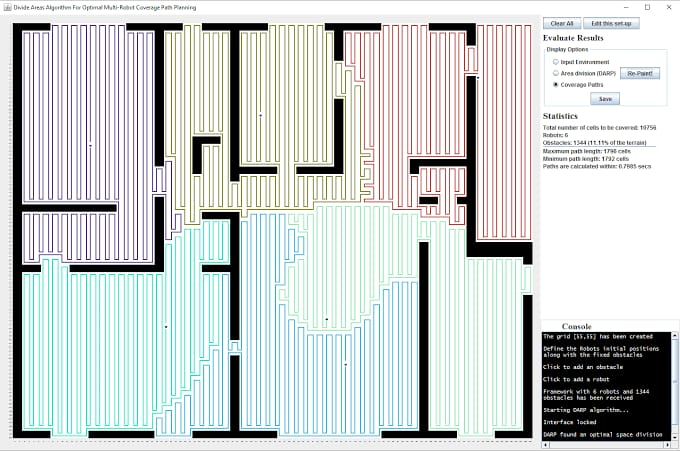 Divide Areas Algorithm For Optimal Multi-Robot Coverage Path Planning
Clear All
Edit this set-up
Evaluate Results
Display Options
Input Environment
Area division (DARP)
Re-Paint!
Coverage Paths
Save
Statistics
Total number of cells to be covered: 10756
Robots: 6
Obstacles: 1344 (11.11% of the terrain)
Maximum path length: 1796 cells
Minimum path length: 1792 cells
Paths are calculated within: 6.7985 secs
Console
The grid [55,55] has been created
Define the Robots initial positions
along with the fixed obstacles
Click to add an obstacle
Click to add a robot
Framework with 6 robots and 1344
obstacles has been received
Starting DARP algorithm...
Interface locked
DARP found an optimal space division